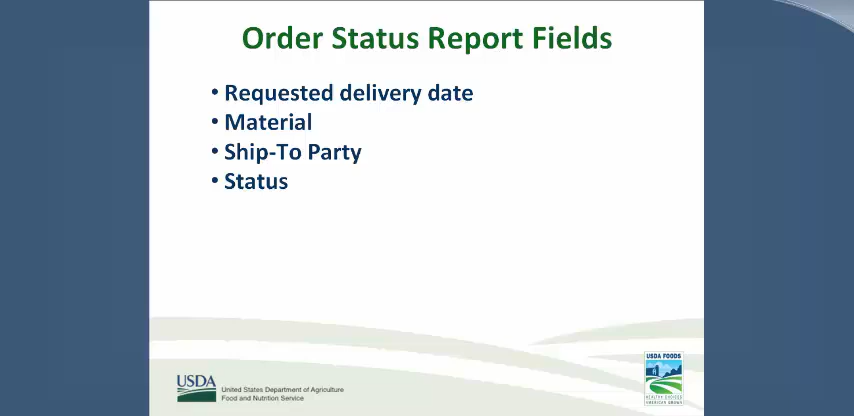 Order Status Report Fields
• Requested delivery date
• Material
• Ship-To Party
• Status
USDA
United States Department of Agriculture
Food and Nutrition Service
USDA FOODS
HEALTHY CHOICES
AMERICAN GROWN